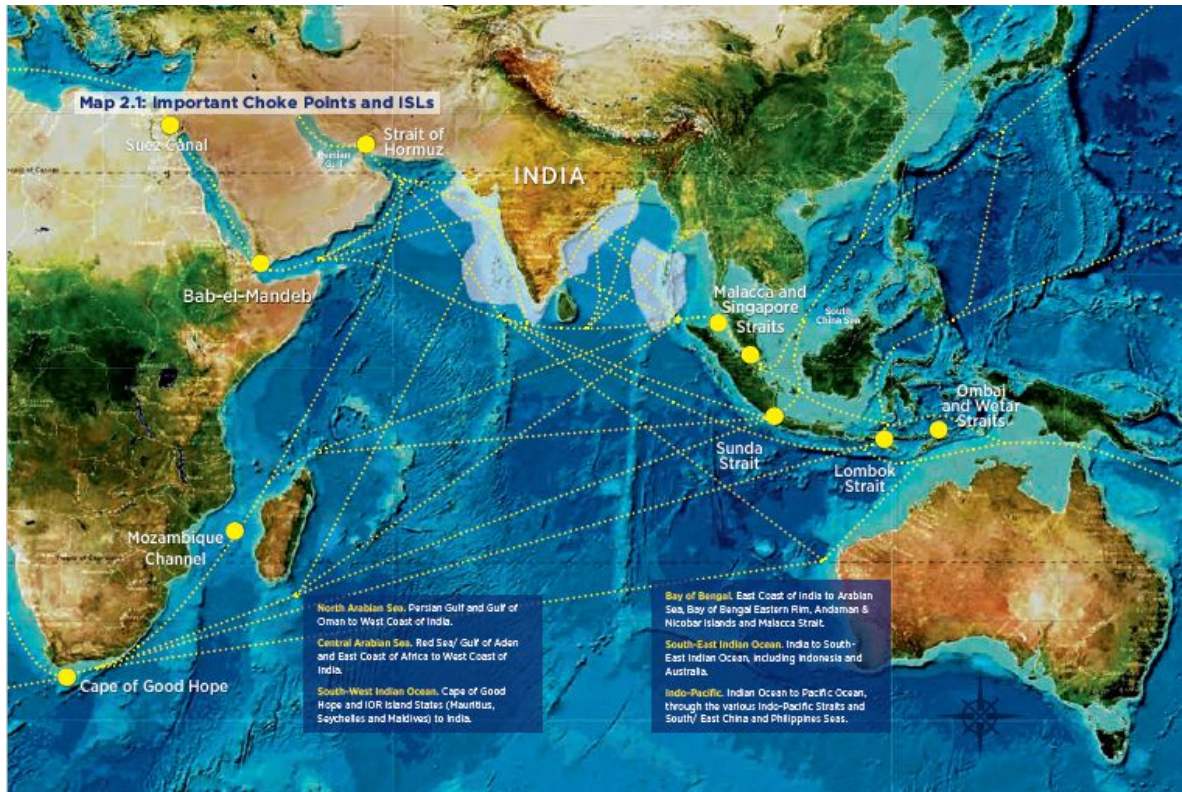 Map 2.1: Important Choke Points and ISLs
Suez Canal
Strait of
Hormuz
Persian
Gulf
INDIA
Bab-el-Mandeb
Malacca and
Singapore
Straits
South
China Sea
Ombai
and Wetar
Straits
Sunda
Strait
Lombok
Strait
Mozambique
Channel
Cape of Good Hope
North Arabian Sea. Persian Gulf and Gulf of
Oman to West Coast of India.
Central Arabian Sea. Red Sea/ Gulf of Aden
and East Coast of Africa to West Coast of
India.
South-West Indian Ocean. Cape of Good
Hope and IOR Island States (Mauritius,
Seychelles and Maldives) to India.
Bay of Bengal. East Coast of India to Arabian
Sea, Bay of Bengal Eastern Rim, Andaman &
Nicobar Islands and Malacca Strait.
South-East Indian Ocean. India to South-
East Indian Ocean, including Indonesia and
Australia.
Indo-Pacific. Indian Ocean to Pacific Ocean,
through the various Indo-Pacific Straits and
South/ East China and Philippines Seas.